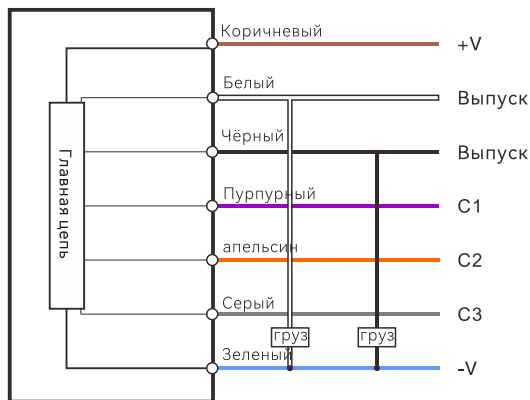 Коричневый
+V
Белый
Выпуск
Чёрный
Выпуск
Главная цепь
Пурпурный
C1
апельсин
C2
Серый
C3
груз
груз
Зеленый
-V